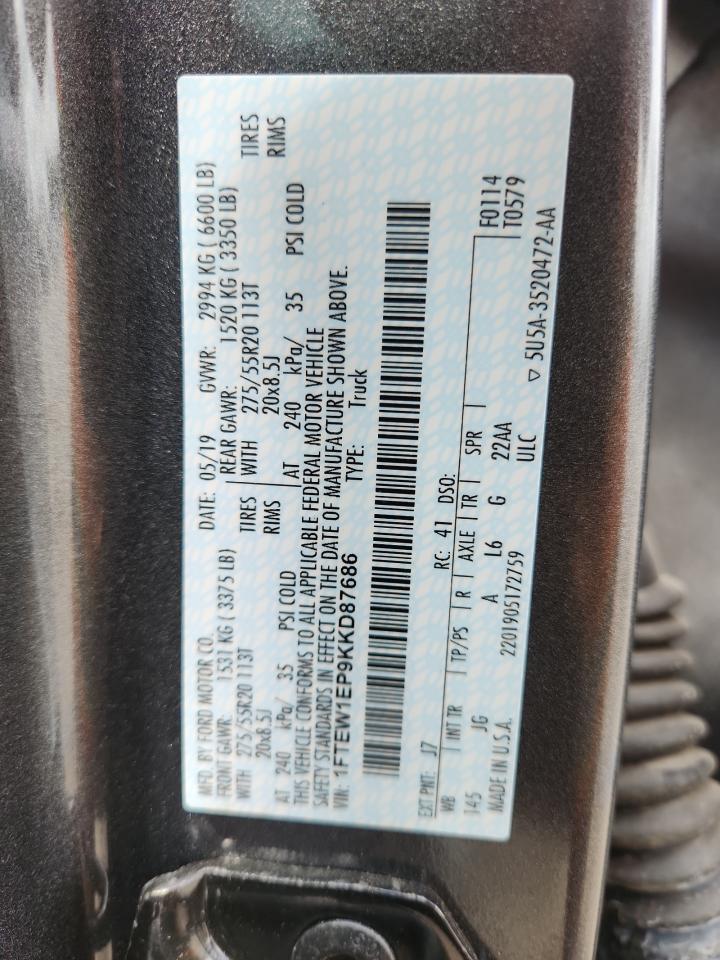 MFD. BY FORD MOTOR CO. DATE: 05/19 GVWR: 2994 KG ( 6600 LB)
FRONT GAWR: 1531 KG ( 3375 LB) REAR GAWR: 1520 KG ( 3350 LB)
WITH 275/55R20 113T TIRES WITH 275/55R20 113T TIRES
20x8.5J RIMS 20x8.5J RIMS
AT 240 kPa/ 35 PSI COLD AT 240 kPa/ 35 PSI COLD
THIS VEHICLE CONFORMS TO ALL APPLICABLE FEDERAL MOTOR VEHICLE
SAFETY STANDARDS IN EFFECT ON THE DATE OF MANUFACTURE SHOWN ABOVE.
VIN: 1FTEW1EP9KKD87686 TYPE: Truck
EXT PNT: J7 RC: 41 DSO:
WB INT TR TP/PS R AXLE TR SPR F0114
145 JG A L6 G 22AA T0579
MADE IN U.S.A. 2201905172759 ULC
▽ 5U5A-3520472-AA